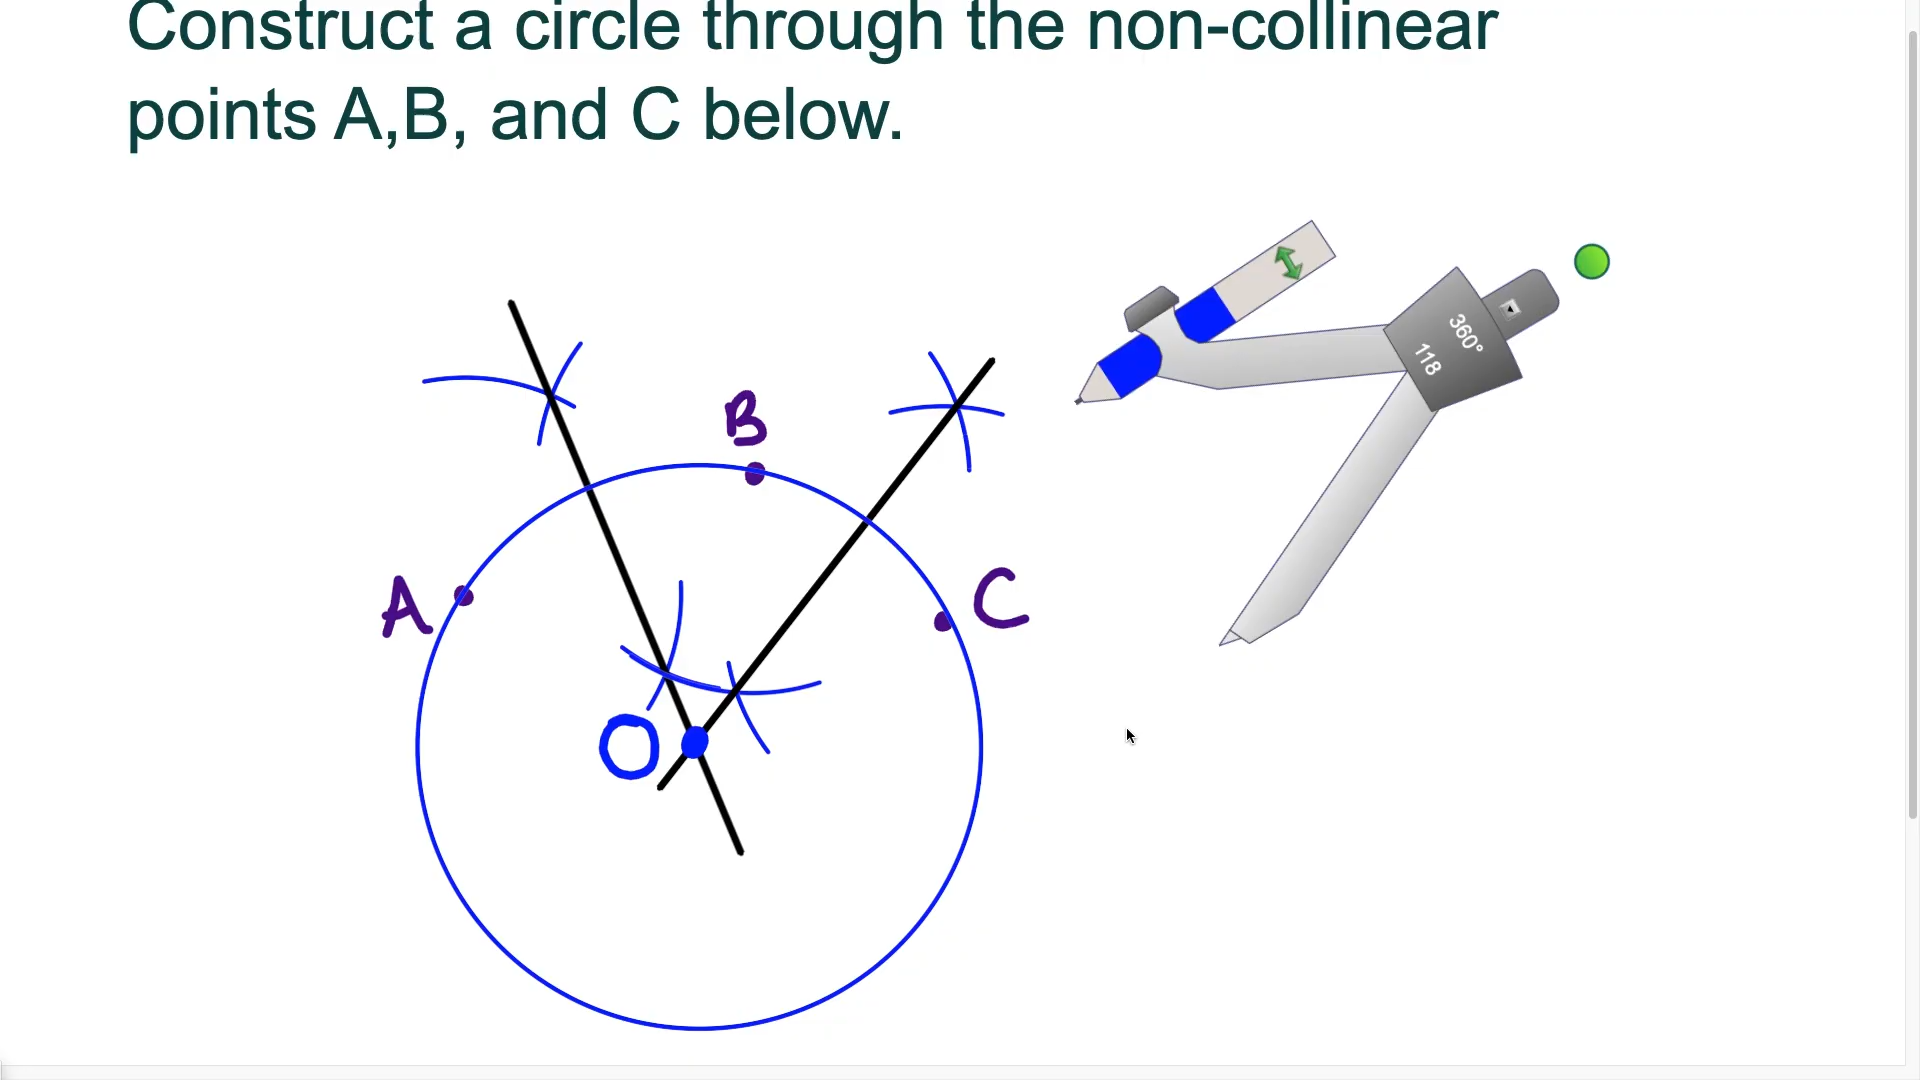 Construct a circle through the non-collinear
points A,B, and C below.
360°
118
B
A
C
O